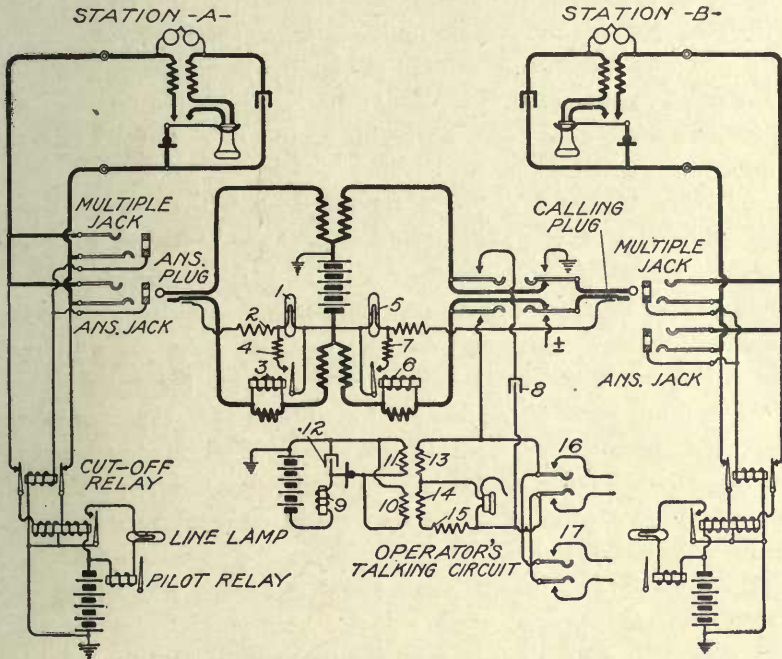 STATION -A-
STATION -B-
MULTIPLE
JACK
ANS.
PLUG
ANS. JACK
CALLING
PLUG
MULTIPLE
JACK
ANS. JACK
1
2
3
4
5
6
7
±
8
CUT-OFF
RELAY
LINE LAMP
PILOT RELAY
12
9
11
10
13
14
15
16
17
OPERATOR'S
TALKING CIRCUIT